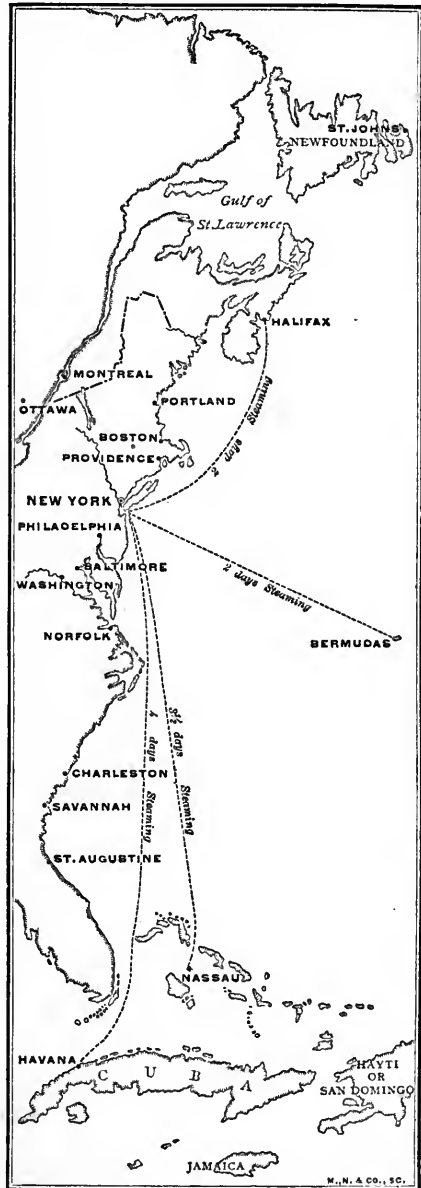 ST. JOHNS
NEWFOUNDLAND
Gulf of
St. Lawrence
HALIFAX
MONTREAL
OTTAWA
PORTLAND
2 days Steaming
BOSTON
PROVIDENCE
NEW YORK
PHILADELPHIA
BALTIMORE
WASHINGTON
2 days Steaming
BERMUDAS
NORFOLK
4 days Steaming
3½ days Steaming
CHARLESTON
SAVANNAH
ST. AUGUSTINE
NASSAU
HAVANA
CUBA
HAYTI
OR
SAN DOMINGO
JAMAICA
M., N. & CO., SC.